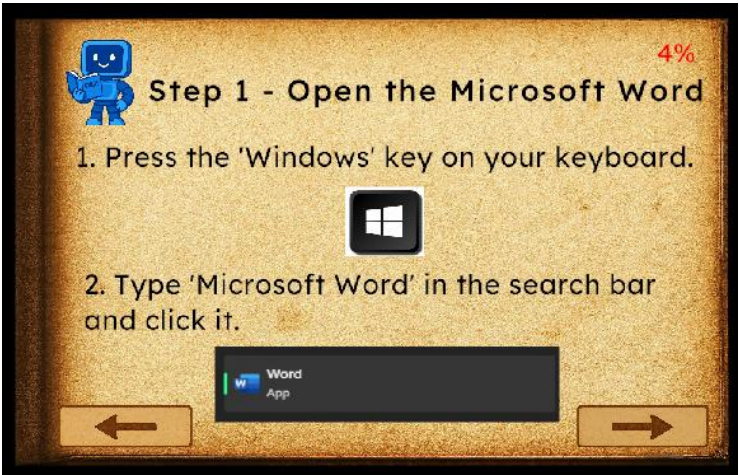 4%
Step 1 - Open the Microsoft Word
1. Press the 'Windows' key on your keyboard.
2. Type 'Microsoft Word' in the search bar
and click it.
W
Word
App